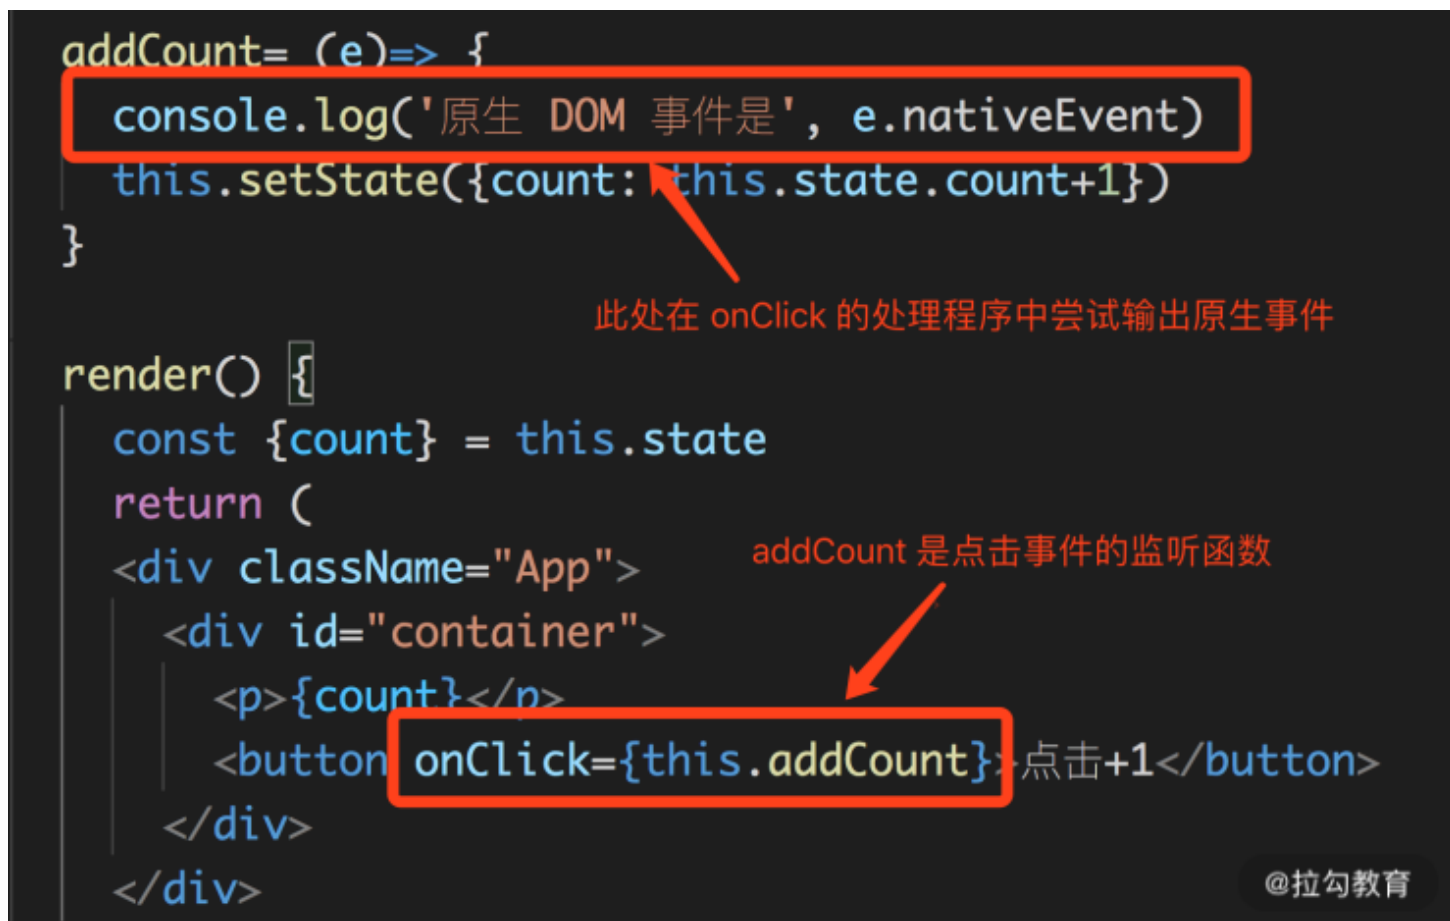 addCount= (e)=> {
console.log('原生 DOM 事件是', e.nativeEvent)
this.setState({count: this.state.count+1})
}
此处在 onClick 的处理程序中尝试输出原生事件
render() {
const {count} = this.state
return (
<div className="App">
addCount 是点击事件的监听函数
<div id="container">
<p>{count}</p>
<button onClick={this.addCount}>点击+1</button>
</div>
</div>
@拉勾教育